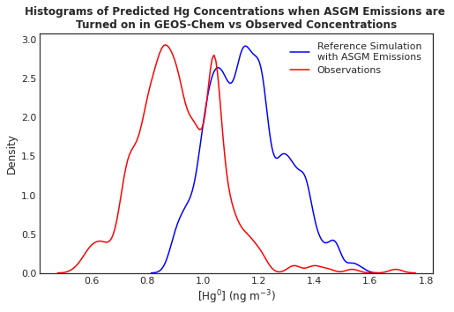 Histograms of Predicted Hg Concentrations when ASGM Emissions are
Turned on in GEOS-Chem vs Observed Concentrations
3.0
2.5
2.0
1.5
1.0
0.5
0.0
Density
Reference Simulation
with ASGM Emissions
Observations
0.6 0.8 1.0 1.2 1.4 1.6 1.8
[Hg⁰] (ng m⁻³)